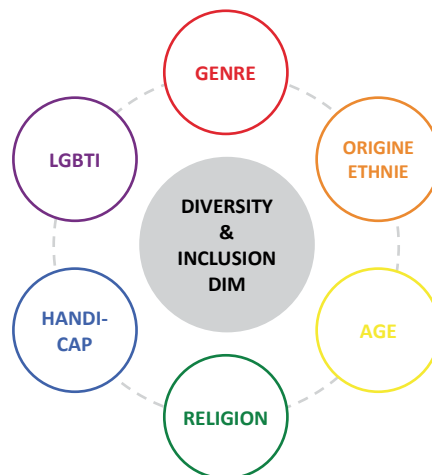 GENRE
ORIGINE
ETHNIE
LGBTI
DIVERSITY
&
INCLUSION
DIM
HANDI-
CAP
AGE
RELIGION